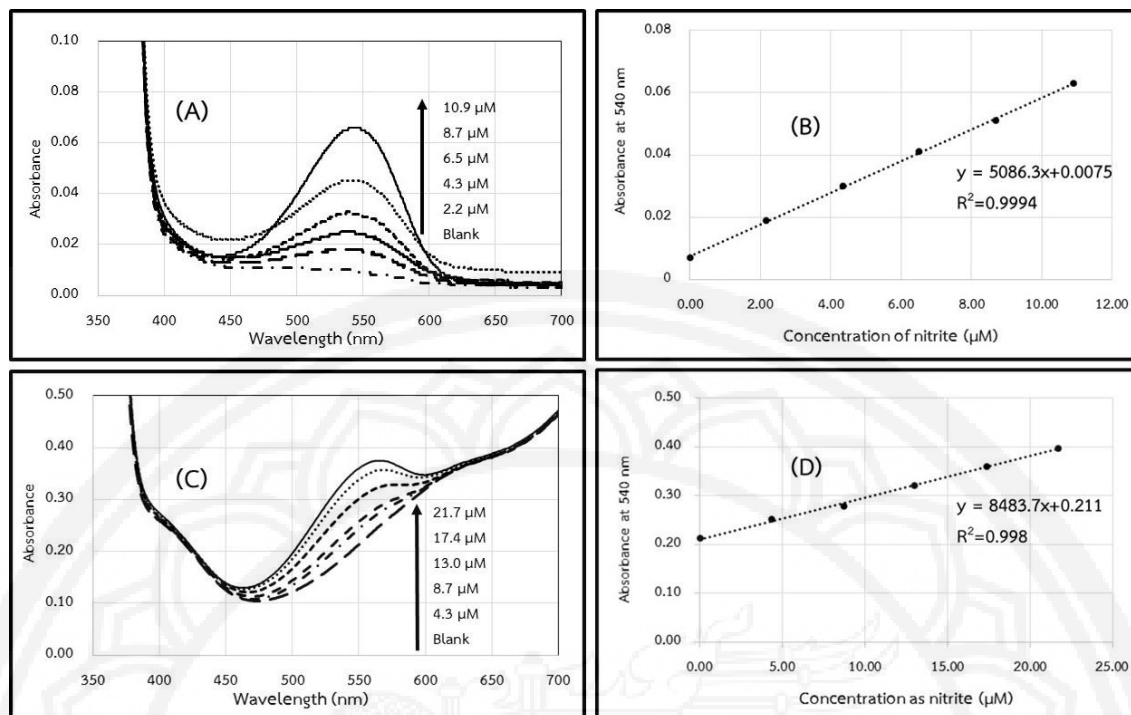 0.10
0.08
0.06
0.04
0.02
0.00
Absorbance
(A)
10.9 µM
8.7 µM
6.5 µM
4.3 µM
2.2 µM
Blank
350 400 450 500 550 600 650 700
Wavelength (nm)
0.08
0.06
0.04
0.02
0
Absorbance at 540 nm
(B)
y = 5086.3x+0.0075
R²=0.9994
0.00 2.00 4.00 6.00 8.00 10.00 12.00
Concentration of nitrite (µM)
0.50
0.40
0.30
0.20
0.10
0.00
Absorbance
(C)
21.7 µM
17.4 µM
13.0 µM
8.7 µM
4.3 µM
Blank
350 400 450 500 550 600 650 700
Wavelength (nm)
0.50
0.40
0.30
0.20
0.10
0.00
Absorbance at 540 nm
(D)
y = 8483.7x+0.211
R²=0.998
0.00 5.00 10.00 15.00 20.00 25.00
Concentration as nitrite (µM)